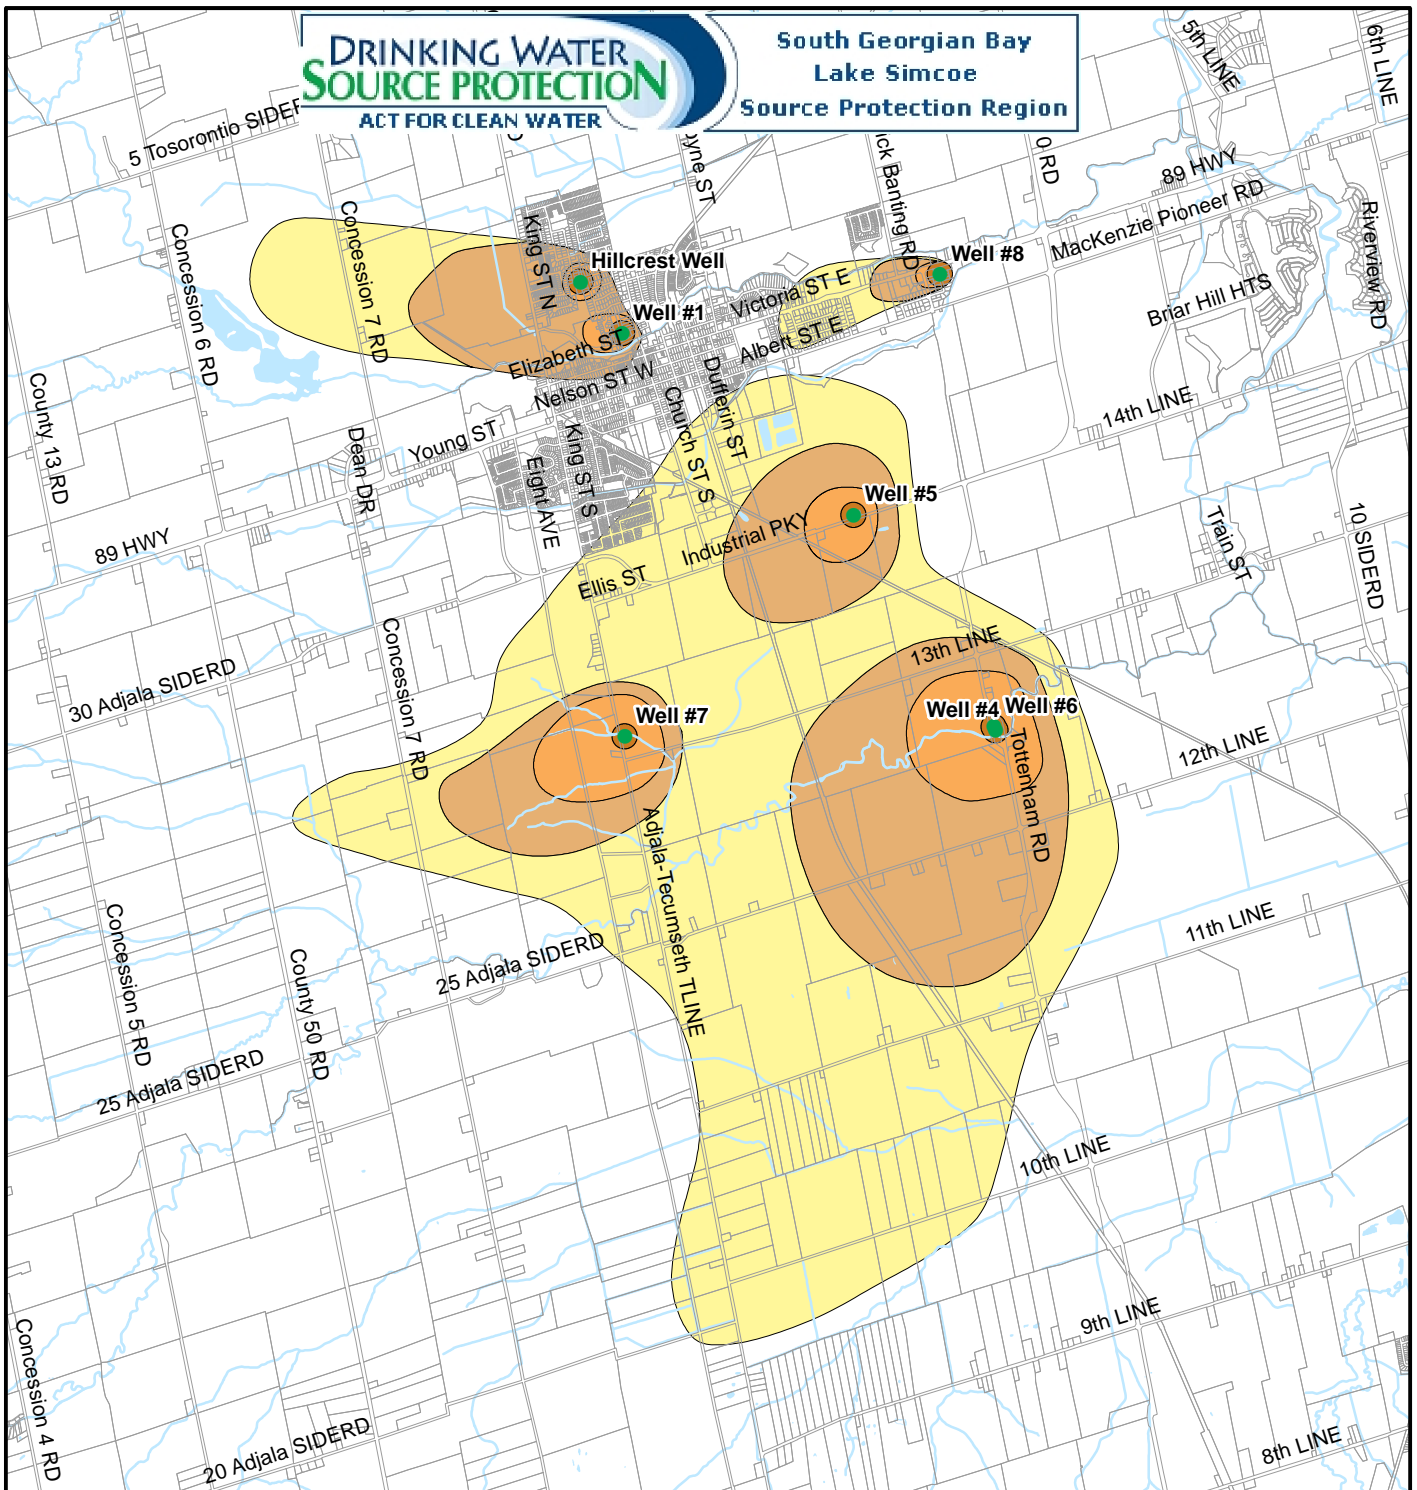 DRINKING WATER
SOURCE PROTECTION
ACT FOR CLEAN WATER
South Georgian Bay
Lake Simcoe
Source Protection Region
5th LINE
6th LINE
89 HWY
MacKenzie Pioneer RD
Riverview RD
Concession 7 RD
Concession 6 RD
King ST N
Hillcrest Well
Well #8
Victoria ST E
Briar Hill HTS
Well #1
Elizabeth ST
Albert ST E
Nelson ST W
Dufferin ST
Church ST S
County 13 RD
14th LINE
Young ST
Dean DR
King ST S
Eight AVE
Well #5
Industrial PKY
Train ST
10 SIDERD
89 HWY
Ellis ST
Concession 7 RD
13th LINE
30 Adjala SIDERD
Well #7
Well #4
Well #6
Tottenham RD
12th LINE
Adjala-Tecumseth TLINE
11th LINE
Concession 5 RD
25 Adjala SIDERD
County 50 RD
25 Adjala SIDERD
10th LINE
9th LINE
Concession 4 RD
20 Adjala SIDERD
8th LINE